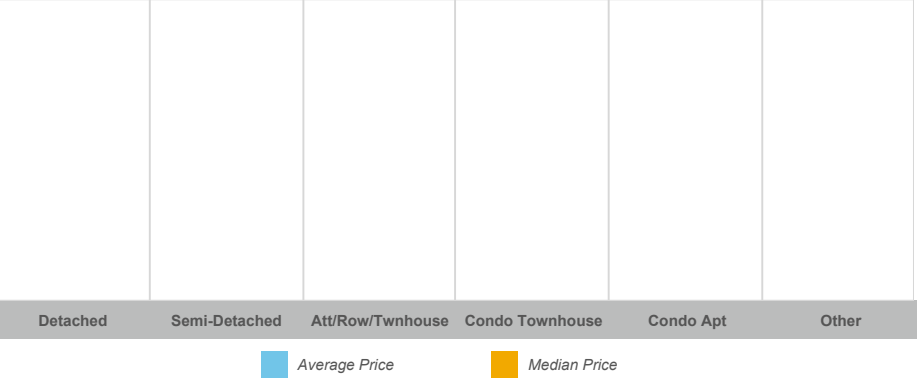 Detached Semi-Detached Att/Row/Twnhouse Condo Townhouse Condo Apt Other
Average Price Median Price